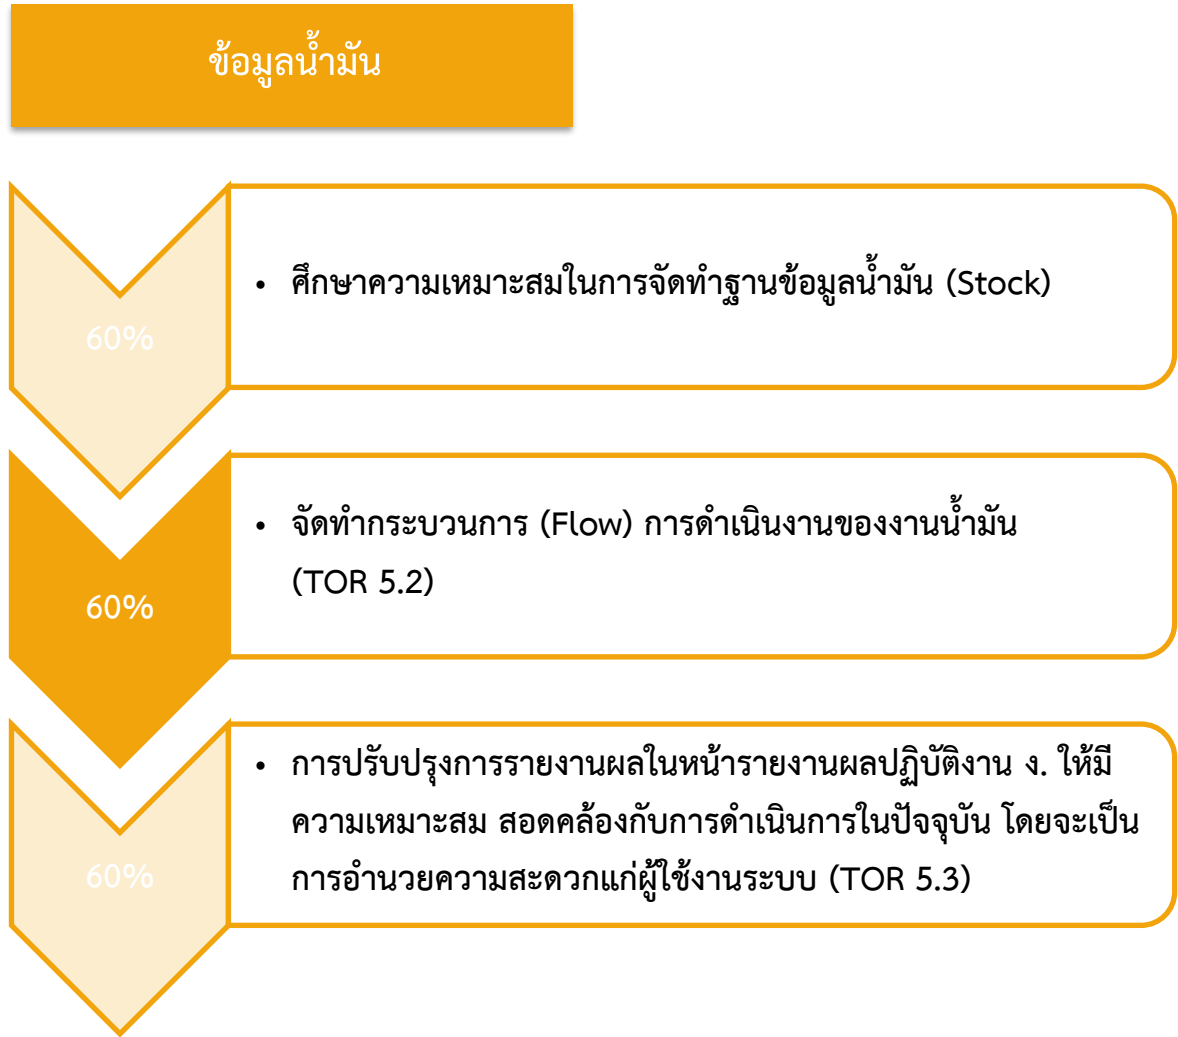 ข้อมูลน้ำมัน
60%
• ศึกษาความเหมาะสมในการจัดทำฐานข้อมูลน้ำมัน (Stock)
60%
• จัดทำกระบวนการ (Flow) การดำเนินงานของงานน้ำมัน
(TOR 5.2)
60%
• การปรับปรุงการรายงานผลในหน้ารายงานผลปฏิบัติงาน ง. ให้มี
ความเหมาะสม สอดคล้องกับการดำเนินการในปัจจุบัน โดยจะเป็น
การอำนวยความสะดวกแก่ผู้ใช้งานระบบ (TOR 5.3)